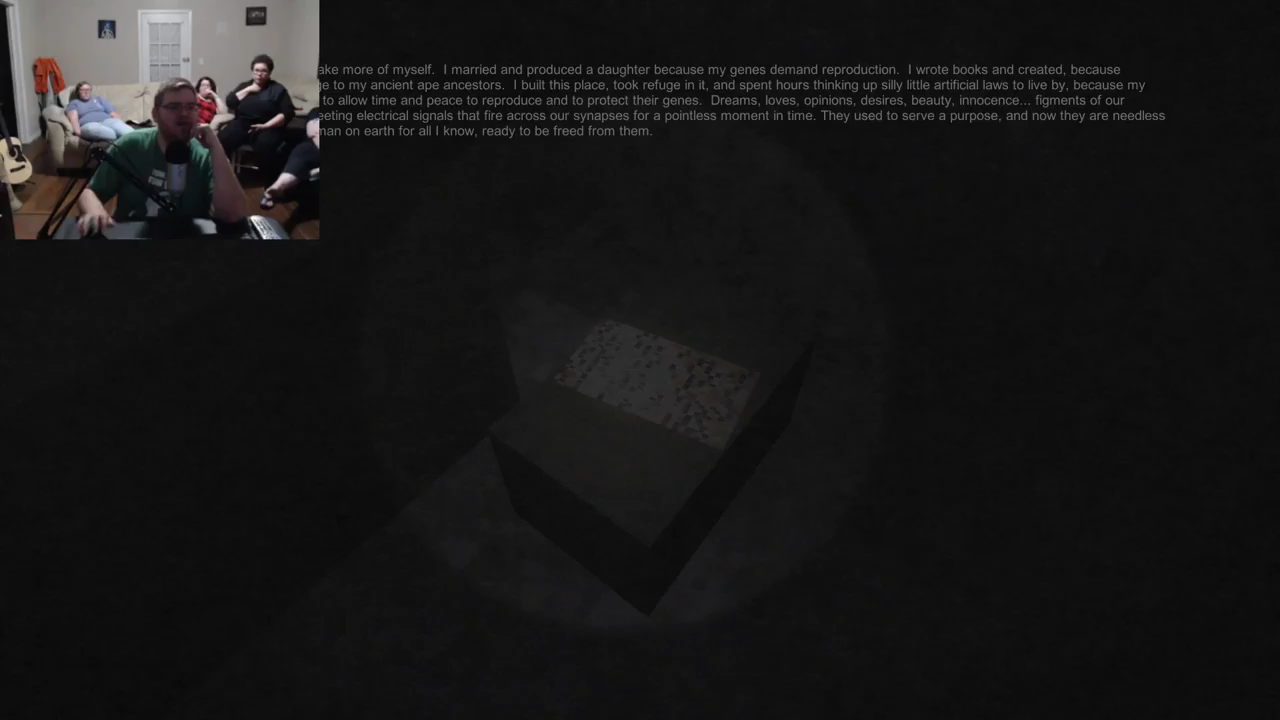 ake more of myself.  I married and produced a daughter because my genes demand reproduction.  I wrote books and created, because
ge to my ancient ape ancestors.  I built this place, took refuge in it, and spent hours thinking up silly little artificial laws to live by, because my
to allow time and peace to reproduce and to protect their genes.  Dreams, loves, opinions, desires, beauty, innocence... figments of our
eeting electrical signals that fire across our synapses for a pointless moment in time. They used to serve a purpose, and now they are needless
man on earth for all I know, ready to be freed from them.